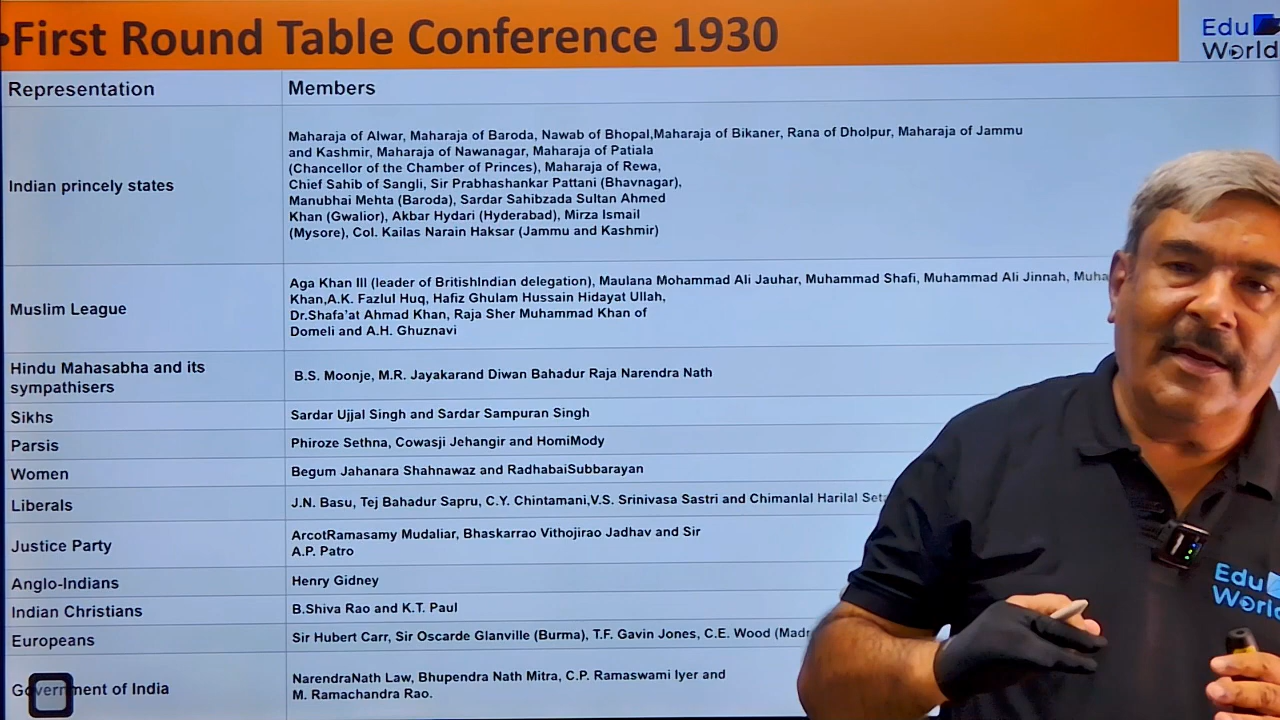 •First Round Table Conference 1930
Edu
World
Representation
Members
Indian princely states
Maharaja of Alwar, Maharaja of Baroda, Nawab of Bhopal,Maharaja of Bikaner, Rana of Dholpur, Maharaja of Jammu
and Kashmir, Maharaja of Nawanagar, Maharaja of Patiala
(Chancellor of the Chamber of Princes), Maharaja of Rewa,
Chief Sahib of Sangli, Sir Prabhashankar Pattani (Bhavnagar),
Manubhai Mehta (Baroda), Sardar Sahibzada Sultan Ahmed
Khan (Gwalior), Akbar Hydari (Hyderabad), Mirza Ismail
(Mysore), Col. Kailas Narain Haksar (Jammu and Kashmir)
Muslim League
Aga Khan III (leader of BritishIndian delegation), Maulana Mohammad Ali Jauhar, Muhammad Shafi, Muhammad Ali Jinnah,
Khan,A.K. Fazlul Huq, Hafiz Ghulam Hussain Hidayat Ullah,
Dr.Shafa'at Ahmad Khan, Raja Sher Muhammad Khan of
Domeli and A.H. Ghuznavi
Hindu Mahasabha and its
sympathisers
B.S. Moonje, M.R. Jayakarand Diwan Bahadur Raja Narendra Nath
Sikhs
Sardar Ujjal Singh and Sardar Sampuran Singh
Parsis
Phiroze Sethna, Cowasji Jehangir and HomiMody
Women
Begum Jahanara Shahnawaz and RadhabaiSubbarayan
Liberals
J.N. Basu, Tej Bahadur Sapru, C.Y. Chintamani,V.S. Srinivasa Sastri and Chimanlal Harilal
Justice Party
ArcotRamasamy Mudaliar, Bhaskarrao Vithojirao Jadhav and Sir
A.P. Patro
Anglo-Indians
Henry Gidney
Indian Christians
B.Shiva Rao and K.T. Paul
Europeans
Sir Hubert Carr, Sir Oscarde Glanville (Burma), T.F. Gavin Jones, C.E. Wood
Government of India
NarendraNath Law, Bhupendra Nath Mitra, C.P. Ramaswami Iyer and
M. Ramachandra Rao.
Edu
World